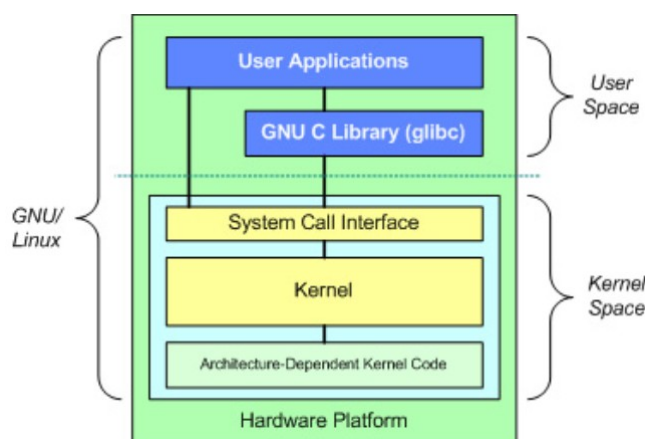 User Applications
GNU C Library (glibc)
User
Space
GNU/
Linux
System Call Interface
Kernel
Kernel
Space
Architecture-Dependent Kernel Code
Hardware Platform